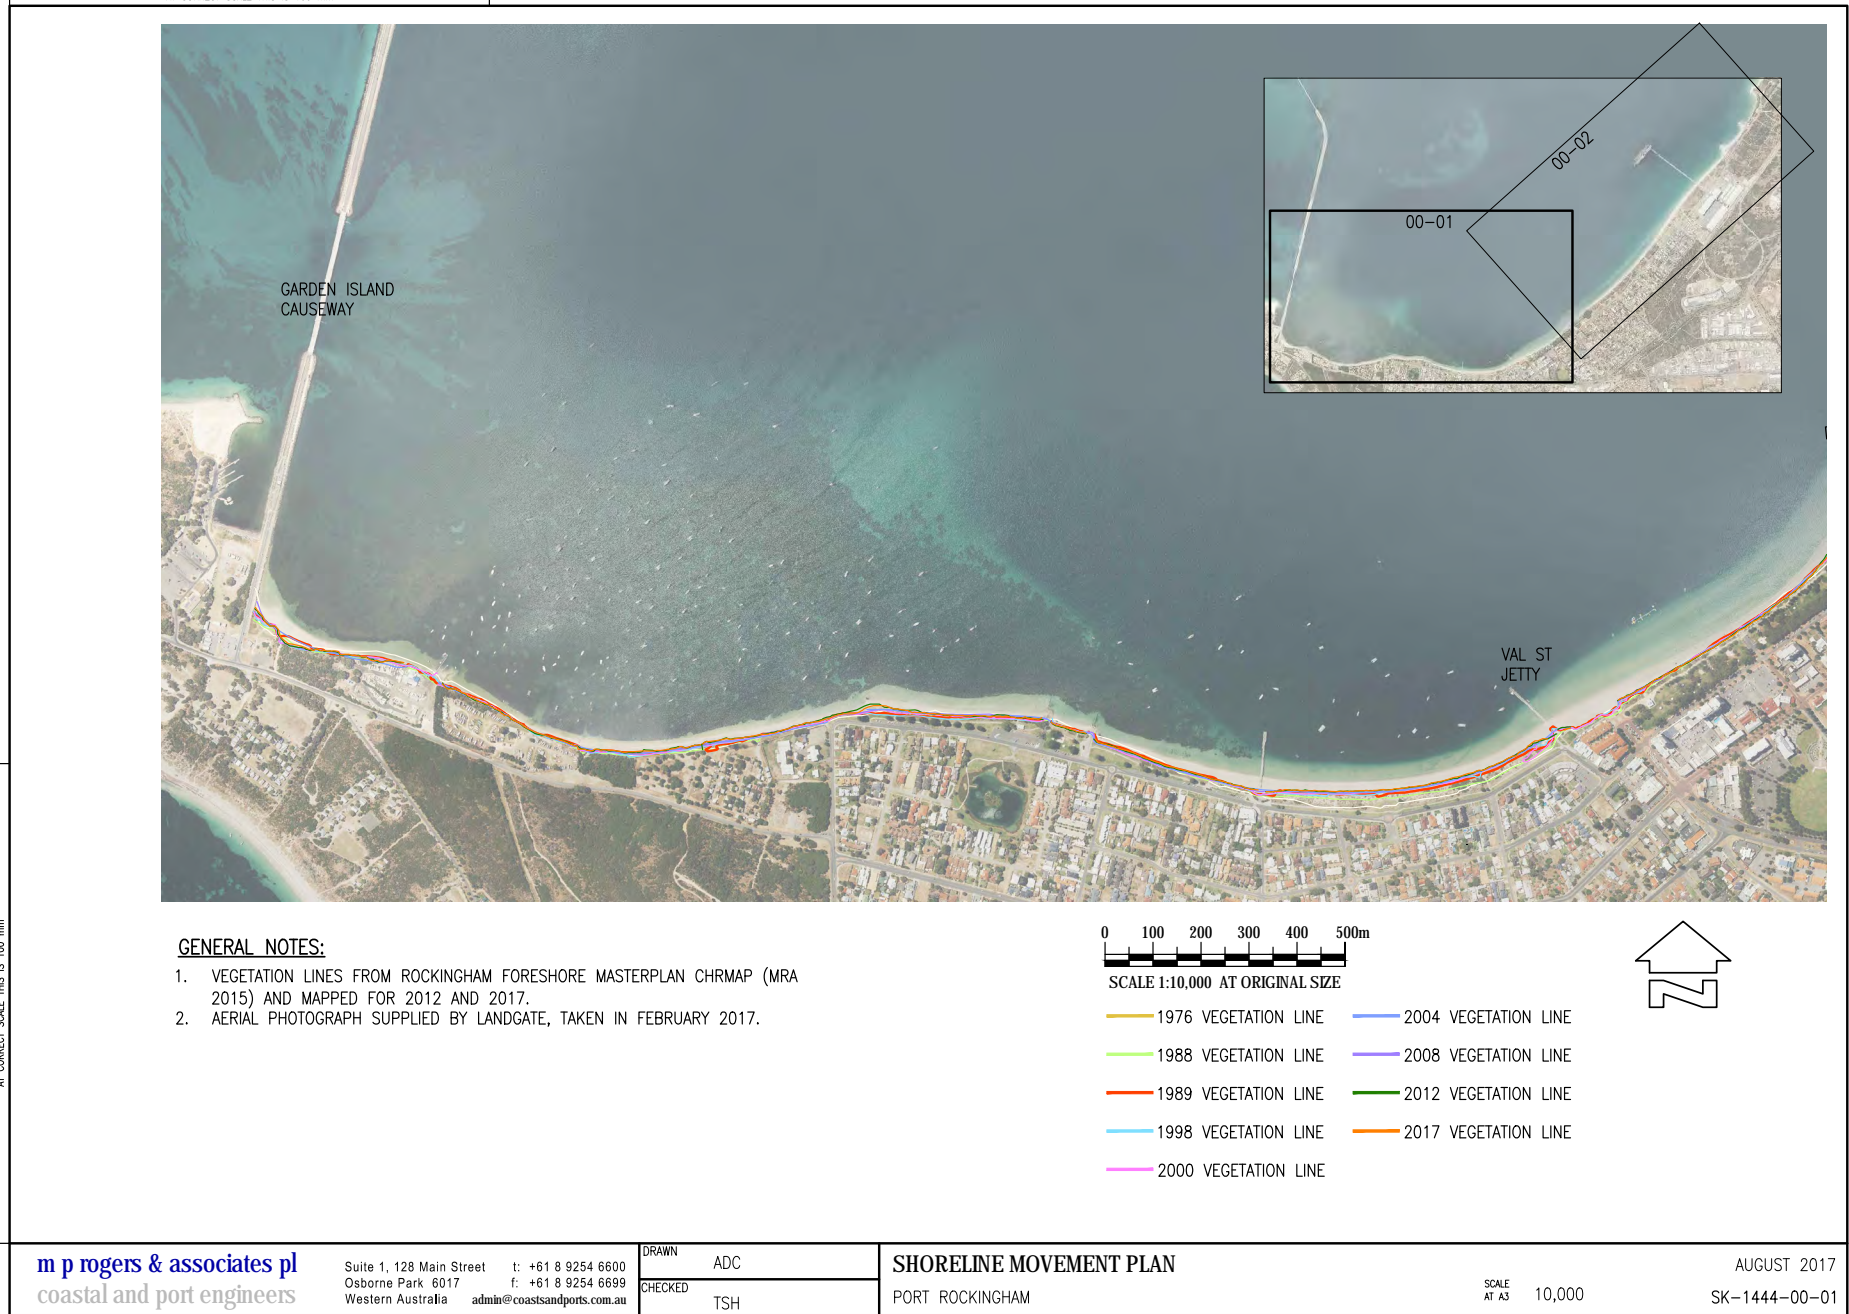 00-02
00-01
GARDEN ISLAND
CAUSEWAY
VAL ST
JETTY
GENERAL NOTES:
1. VEGETATION LINES FROM ROCKINGHAM FORESHORE MASTERPLAN CHRMAP (MRA
2015) AND MAPPED FOR 2012 AND 2017.
2. AERIAL PHOTOGRAPH SUPPLIED BY LANDGATE, TAKEN IN FEBRUARY 2017.
0 100 200 300 400 500m
SCALE 1:10,000 AT ORIGINAL SIZE
1976 VEGETATION LINE
1988 VEGETATION LINE
1989 VEGETATION LINE
1998 VEGETATION LINE
2000 VEGETATION LINE
2004 VEGETATION LINE
2008 VEGETATION LINE
2012 VEGETATION LINE
2017 VEGETATION LINE
N
m p rogers & associates pl
coastal and port engineers
Suite 1, 128 Main Street t: +61 8 9254 6600
Osborne Park 6017 f: +61 8 9254 6699
Western Australia admin@coastsandports.com.au
DRAWN ADC
CHECKED TSH
SHORELINE MOVEMENT PLAN
PORT ROCKINGHAM
SCALE
AT A3 10,000
AUGUST 2017
SK-1444-00-01